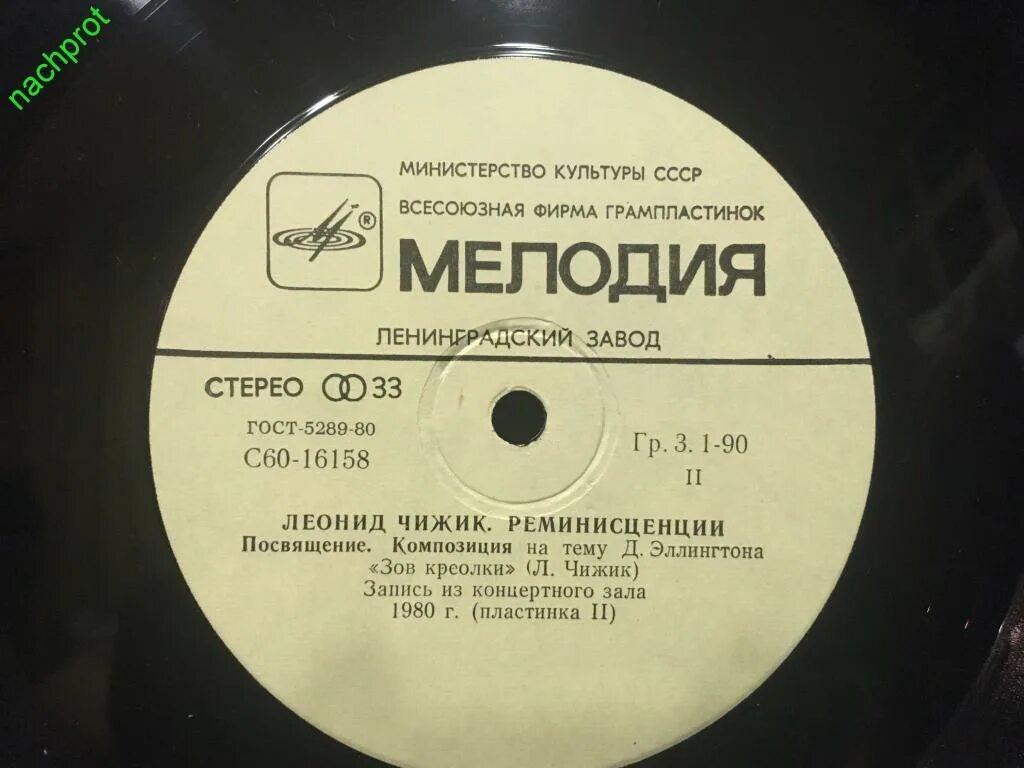 nachprot
МИНИСТЕРСТВО КУЛЬТУРЫ СССР
ВСЕСОЮЗНАЯ ФИРМА ГРАМПЛАСТИНОК
®
МЕЛОДИЯ
ЛЕНИНГРАДСКИЙ ЗАВОД
СТЕРЕО 33
ГОСТ-5289-80
С60-16158
Гр. 3. 1-90
II
ЛЕОНИД ЧИЖИК. РЕМИНИСЦЕНЦИИ
Посвящение. Композиция на тему Д. Эллингтона
«Зов креолки» (Л. Чижик)
Запись из концертного зала
1980 г. (пластинка II)